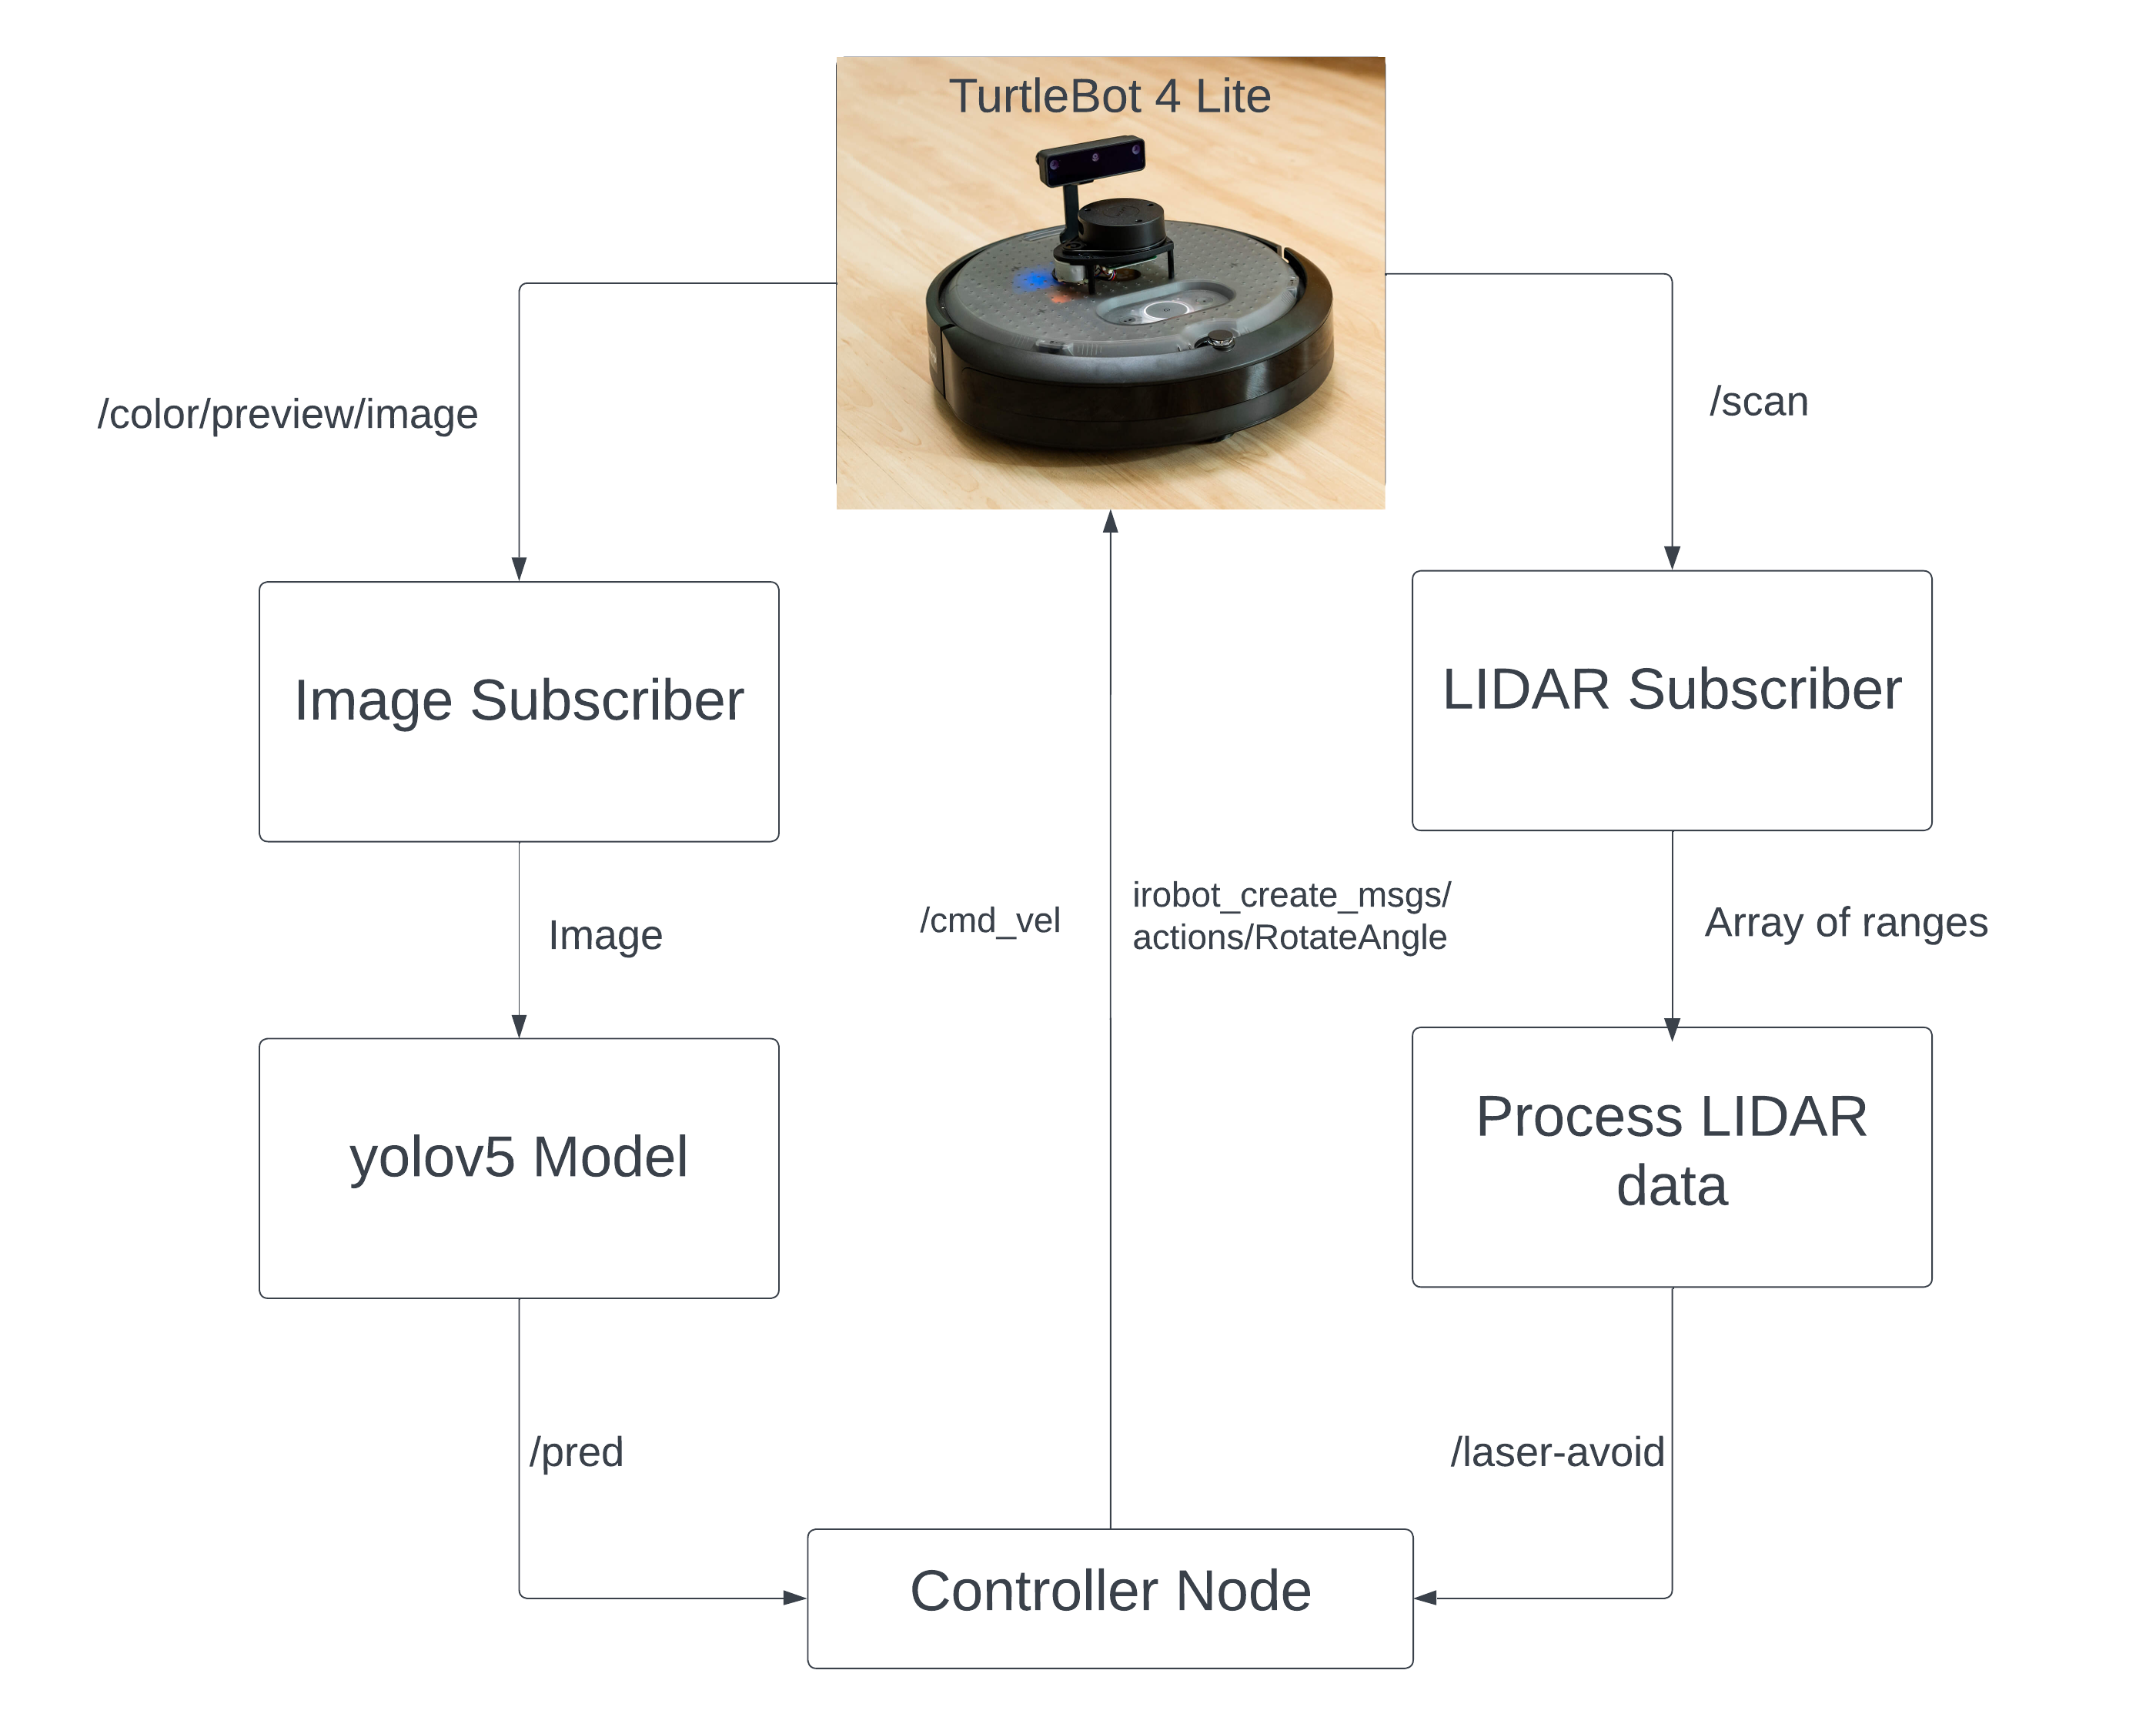 TurtleBot 4 Lite
/color/preview/image
/scan
Image Subscriber
LIDAR Subscriber
Image
/cmd_vel
irobot_create_msgs/
actions/RotateAngle
Array of ranges
yolov5 Model
Process LIDAR
data
/pred
/laser-avoid
Controller Node